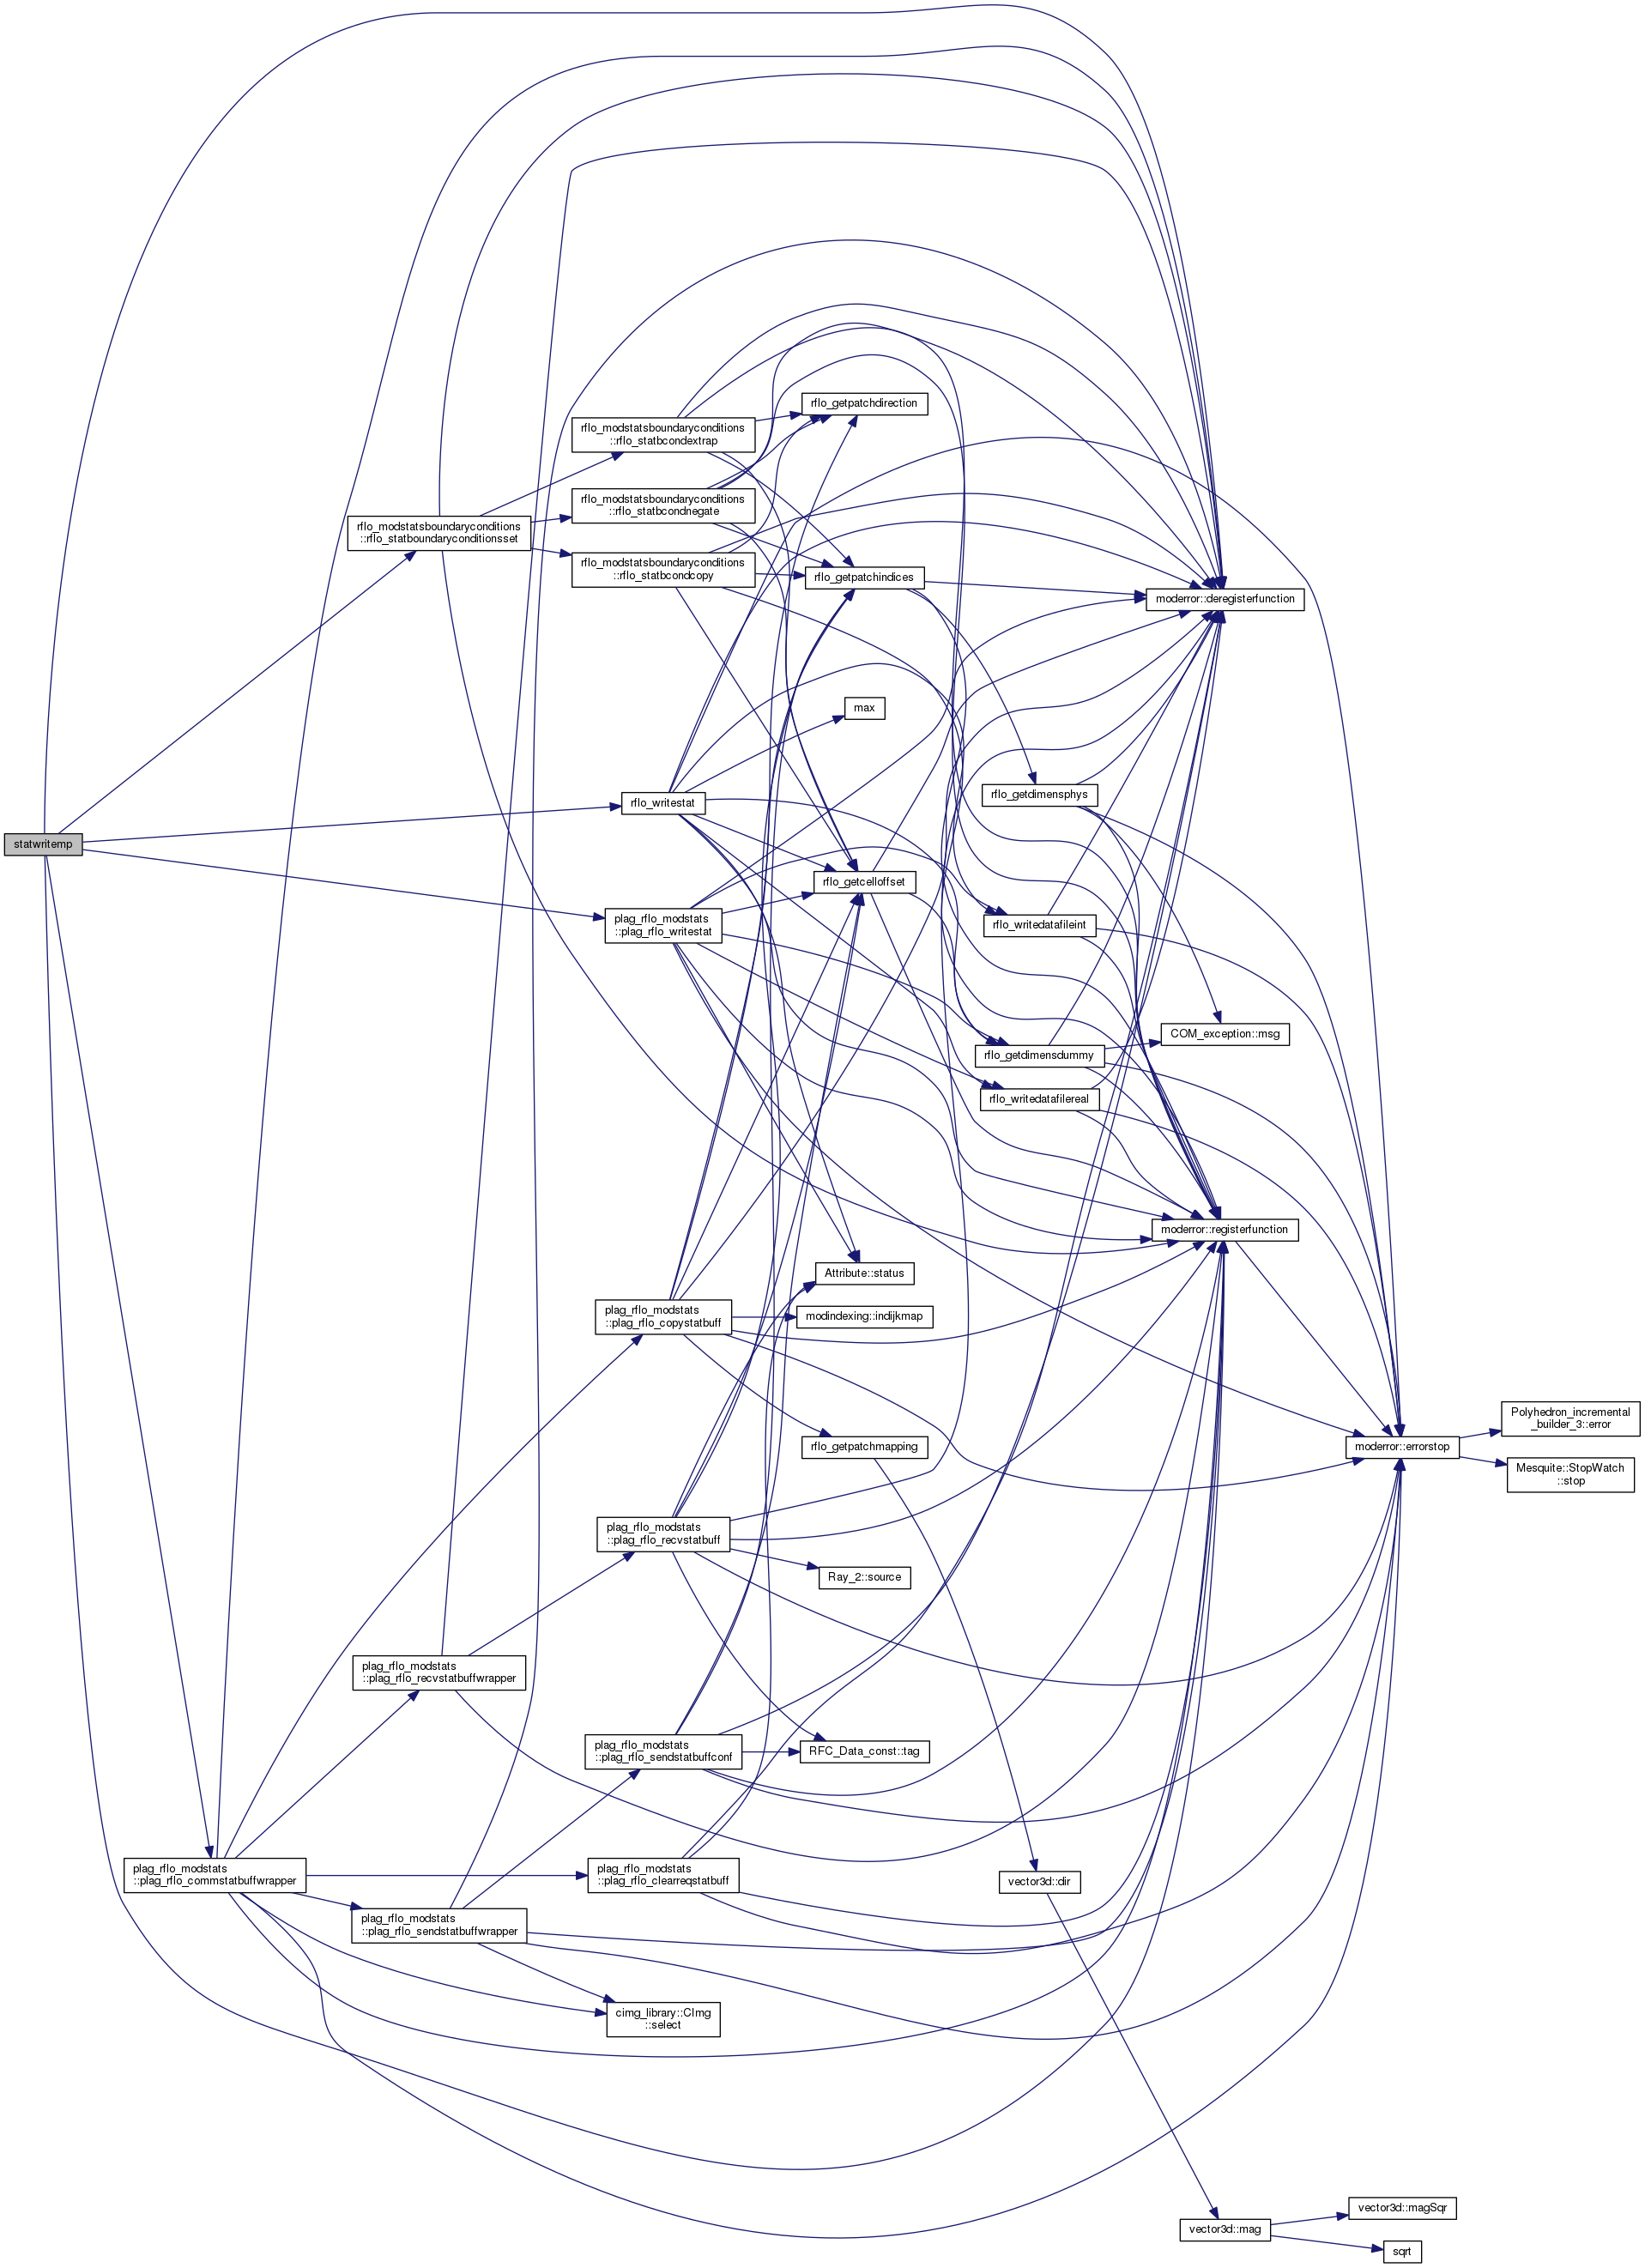 statwritemp
rflo_modstatsboundaryconditions
::rflo_statboundaryconditionsset
plag_rflo_modstats
::plag_rflo_commstatbuffwrapper
plag_rflo_modstats
::plag_rflo_recvstatbuffwrapper
plag_rflo_modstats
::plag_rflo_sendstatbuffwrapper
rflo_modstatsboundaryconditions
::rflo_statbcondextrap
rflo_modstatsboundaryconditions
::rflo_statbcondnegate
rflo_modstatsboundaryconditions
::rflo_statbcondcopy
rflo_writestat
plag_rflo_modstats
::plag_rflo_writestat
plag_rflo_modstats
::plag_rflo_copystatbuff
plag_rflo_modstats
::plag_rflo_recvstatbuff
plag_rflo_modstats
::plag_rflo_sendstatbuffconf
plag_rflo_modstats
::plag_rflo_clearreqstatbuff
cimg_library::CImg
::select
rflo_getpatchdirection
rflo_getpatchindices
max
rflo_getcelloffset
Attribute::status
modindexing::indijkmap
rflo_getpatchmapping
Ray_2::source
RFC_Data_const::tag
rflo_getdimensphys
rflo_writedatafileint
rflo_getdimensdummy
rflo_writedatafilereal
vector3d::dir
moderror::deregisterfunction
COM_exception::msg
moderror::registerfunction
vector3d::mag
moderror::errorstop
vector3d::magSqr
sqrt
Polyhedron_incremental
_builder_3::error
Mesquite::StopWatch
::stop